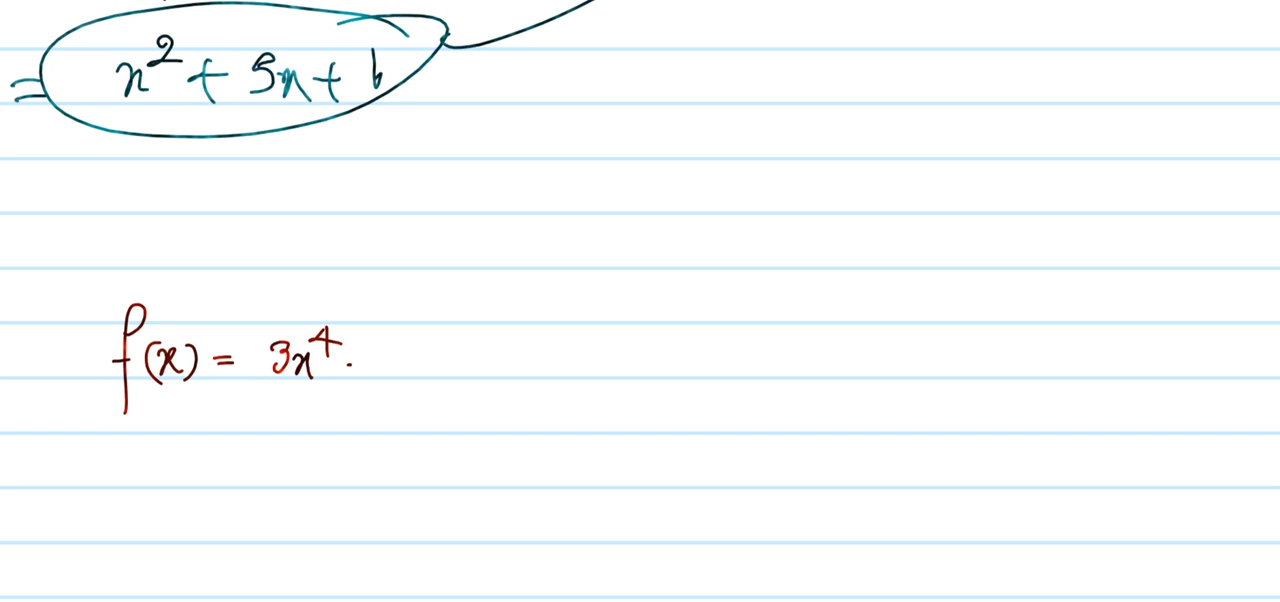 = x² + 5x + 6
f(x) = 3x⁴.